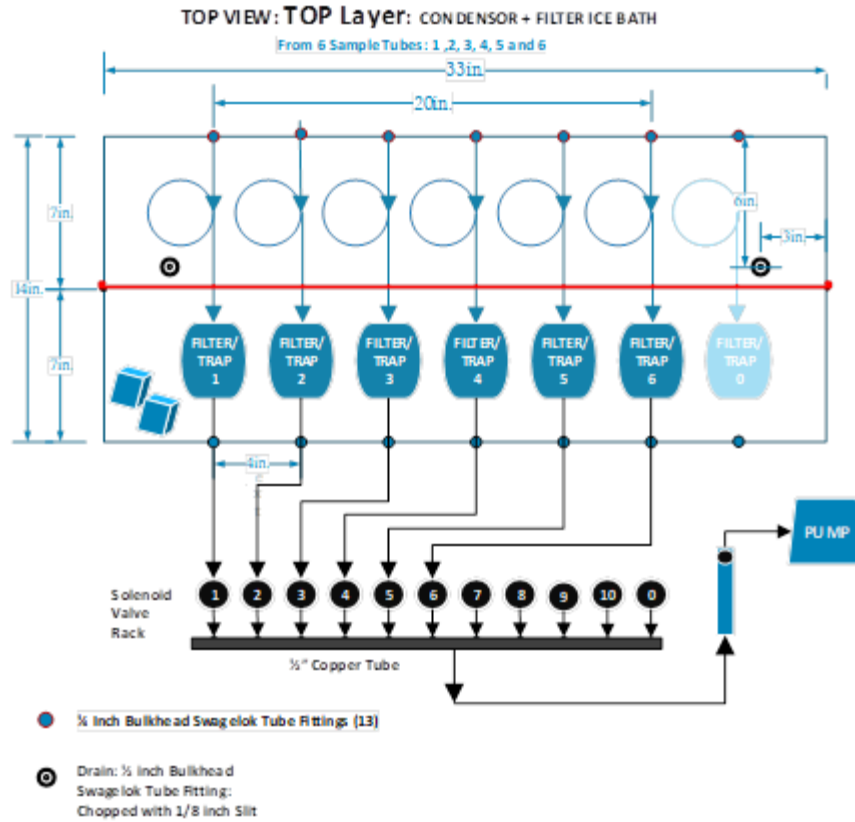 TOP VIEW: TOP Layer: CONDENSOR + FILTER ICE BATH
From 6 Sample Tubes: 1 ,2, 3, 4, 5 and 6
33in.
20in.
7in.
6in.
3in.
14in.
FILTER/ TRAP 1
FILTER/ TRAP 2
FILTER/ TRAP 3
FILTER/ TRAP 4
FILTER/ TRAP 5
FILTER/ TRAP 6
FILTER/ TRAP 0
7in.
4in.
PUMP
Solenoid
Valve
Rack
1 2 3 4 5 6 7 8 9 10 0
½” Copper Tube
¼ Inch Bulkhead Swagelok Tube Fittings (13)
Drain: ½ inch Bulkhead
Swagelok Tube Fitting:
Chopped with 1/8 inch Slit